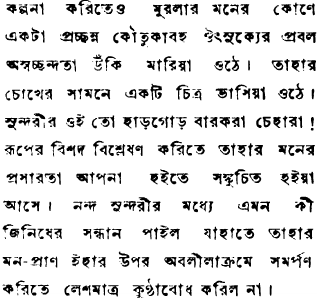 কল্পনা করিতেও মুরলার মনের কোণে
একটা প্রচ্ছন্ন কৌতুকাবহ ঔৎসুক্যের প্রবল
অস্বচ্ছন্দতা উঁকি মারিয়া ওঠে। তাহার
চোখের সামনে একটি চিত্র ভাসিয়া ওঠে।
সুন্দরীর ওই তো হাড়গোড় বারকরা চেহারা!
রূপের বিশদ বিশ্লেষণ করিতে তাহার মনের
প্রসারতা আপনা হইতে সঙ্কুচিত হইয়া
আসে। নন্দ সুন্দরীর মধ্যে এমন কী
জিনিষের সন্ধান পাইল যাহাতে তাহার
মন-প্রাণ ইহার উপর অবলীলাক্রমে সমর্পণ
করিতে লেশমাত্র কুণ্ঠাবোধ করিল না।